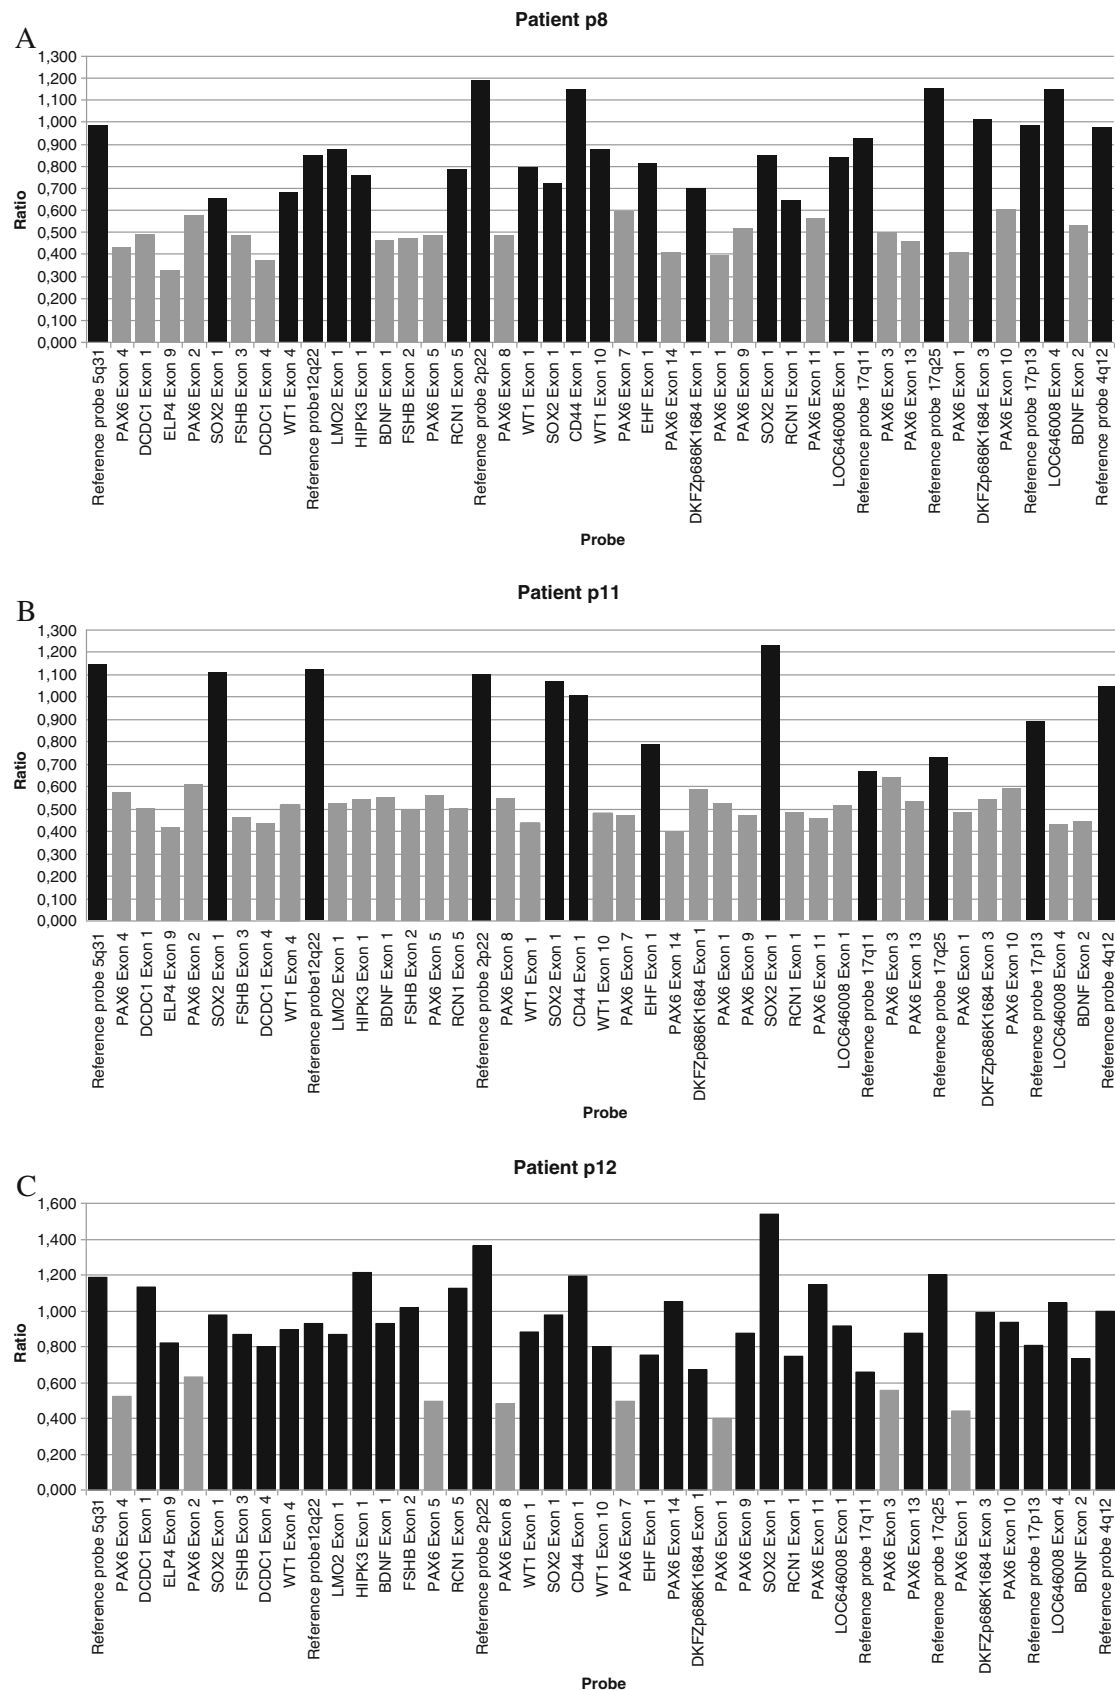 Patient p8
A
1,300
1,200
1,100
1,000
0,900
0,800
0,700
0,600
0,500
0,400
0,300
0,200
0,100
0,000
Ratio
Reference probe 5q31
PAX6 Exon 4
DCDC1 Exon 1
ELP4 Exon 9
PAX6 Exon 2
SOX2 Exon 1
FSHB Exon 3
DCDC1 Exon 4
WT1 Exon 4
Reference probe12q22
LMO2 Exon 1
HIPK3 Exon 1
BDNF Exon 1
FSHB Exon 2
PAX6 Exon 5
RCN1 Exon 5
Reference probe 2p22
PAX6 Exon 8
WT1 Exon 1
SOX2 Exon 1
CD44 Exon 1
WT1 Exon 10
PAX6 Exon 7
EHF Exon 1
PAX6 Exon 14
DKFZp686K1684 Exon 1
PAX6 Exon 1
PAX6 Exon 9
SOX2 Exon 1
RCN1 Exon 1
PAX6 Exon 11
LOC646008 Exon 1
Reference probe 17q11
PAX6 Exon 3
PAX6 Exon 13
Reference probe 17q25
PAX6 Exon 1
DKFZp686K1684 Exon 3
PAX6 Exon 10
Reference probe 17p13
LOC646008 Exon 4
BDNF Exon 2
Reference probe 4q12
Probe
Patient p11
B
1,300
1,200
1,100
1,000
0,900
0,800
0,700
0,600
0,500
0,400
0,300
0,200
0,100
0,000
Ratio
Reference probe 5q31
PAX6 Exon 4
DCDC1 Exon 1
ELP4 Exon 9
PAX6 Exon 2
SOX2 Exon 1
FSHB Exon 3
DCDC1 Exon 4
WT1 Exon 4
Reference probe12q22
LMO2 Exon 1
HIPK3 Exon 1
BDNF Exon 1
FSHB Exon 2
PAX6 Exon 5
RCN1 Exon 5
Reference probe 2p22
PAX6 Exon 8
WT1 Exon 1
SOX2 Exon 1
CD44 Exon 1
WT1 Exon 10
PAX6 Exon 7
EHF Exon 1
PAX6 Exon 14
DKFZp686K1684 Exon 1
PAX6 Exon 1
PAX6 Exon 9
SOX2 Exon 1
RCN1 Exon 1
PAX6 Exon 11
LOC646008 Exon 1
Reference probe 17q11
PAX6 Exon 3
PAX6 Exon 13
Reference probe 17q25
PAX6 Exon 1
DKFZp686K1684 Exon 3
PAX6 Exon 10
Reference probe 17p13
LOC646008 Exon 4
BDNF Exon 2
Reference probe 4q12
Probe
Patient p12
C
1,600
1,400
1,200
1,000
0,800
0,600
0,400
0,200
0,000
Ratio
Reference probe 5q31
PAX6 Exon 4
DCDC1 Exon 1
ELP4 Exon 9
PAX6 Exon 2
SOX2 Exon 1
FSHB Exon 3
DCDC1 Exon 4
WT1 Exon 4
Reference probe12q22
LMO2 Exon 1
HIPK3 Exon 1
BDNF Exon 1
FSHB Exon 2
PAX6 Exon 5
RCN1 Exon 5
Reference probe 2p22
PAX6 Exon 8
WT1 Exon 1
SOX2 Exon 1
CD44 Exon 1
WT1 Exon 10
PAX6 Exon 7
EHF Exon 1
PAX6 Exon 14
DKFZp686K1684 Exon 1
PAX6 Exon 1
PAX6 Exon 9
SOX2 Exon 1
RCN1 Exon 1
PAX6 Exon 11
LOC646008 Exon 1
Reference probe 17q11
PAX6 Exon 3
PAX6 Exon 13
Reference probe 17q25
PAX6 Exon 1
DKFZp686K1684 Exon 3
PAX6 Exon 10
Reference probe 17p13
LOC646008 Exon 4
BDNF Exon 2
Reference probe 4q12
Probe